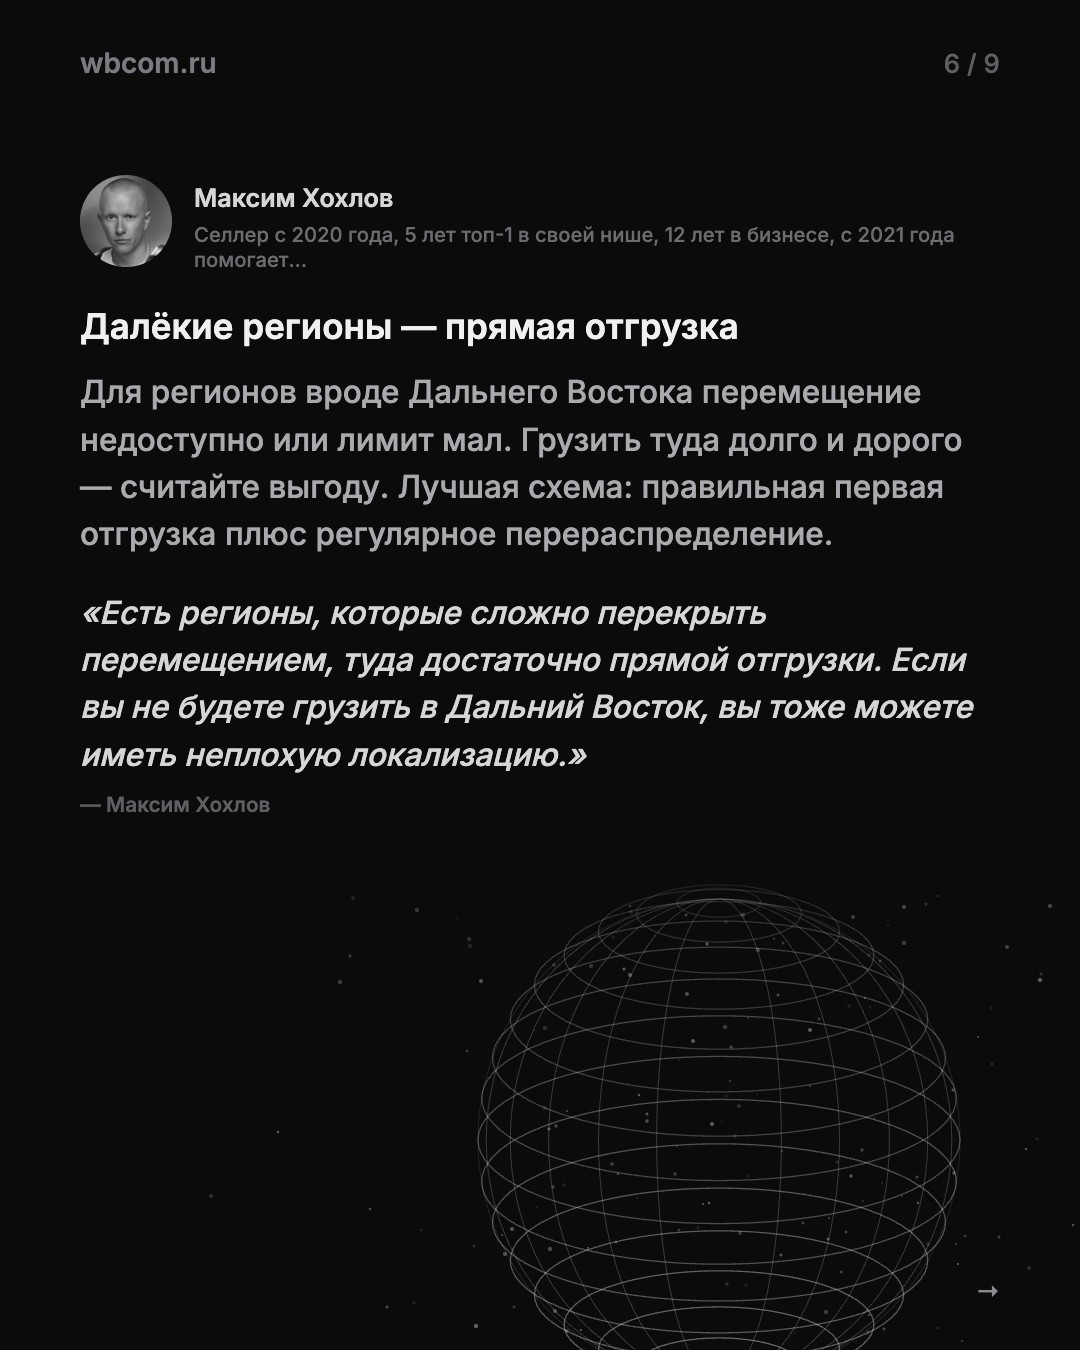 wbcom.ru
6 / 9
Максим Хохлов
Селлер с 2020 года, 5 лет топ-1 в своей нише, 12 лет в бизнесе, с 2021 года
помогает...
Далёкие регионы — прямая отгрузка
Для регионов вроде Дальнего Востока перемещение
недоступно или лимит мал. Грузить туда долго и дорого
— считайте выгоду. Лучшая схема: правильная первая
отгрузка плюс регулярное перераспределение.
«Есть регионы, которые сложно перекрыть
перемещением, туда достаточно прямой отгрузки. Если
вы не будете грузить в Дальний Восток, вы тоже можете
иметь неплохую локализацию.»
— Максим Хохлов
→